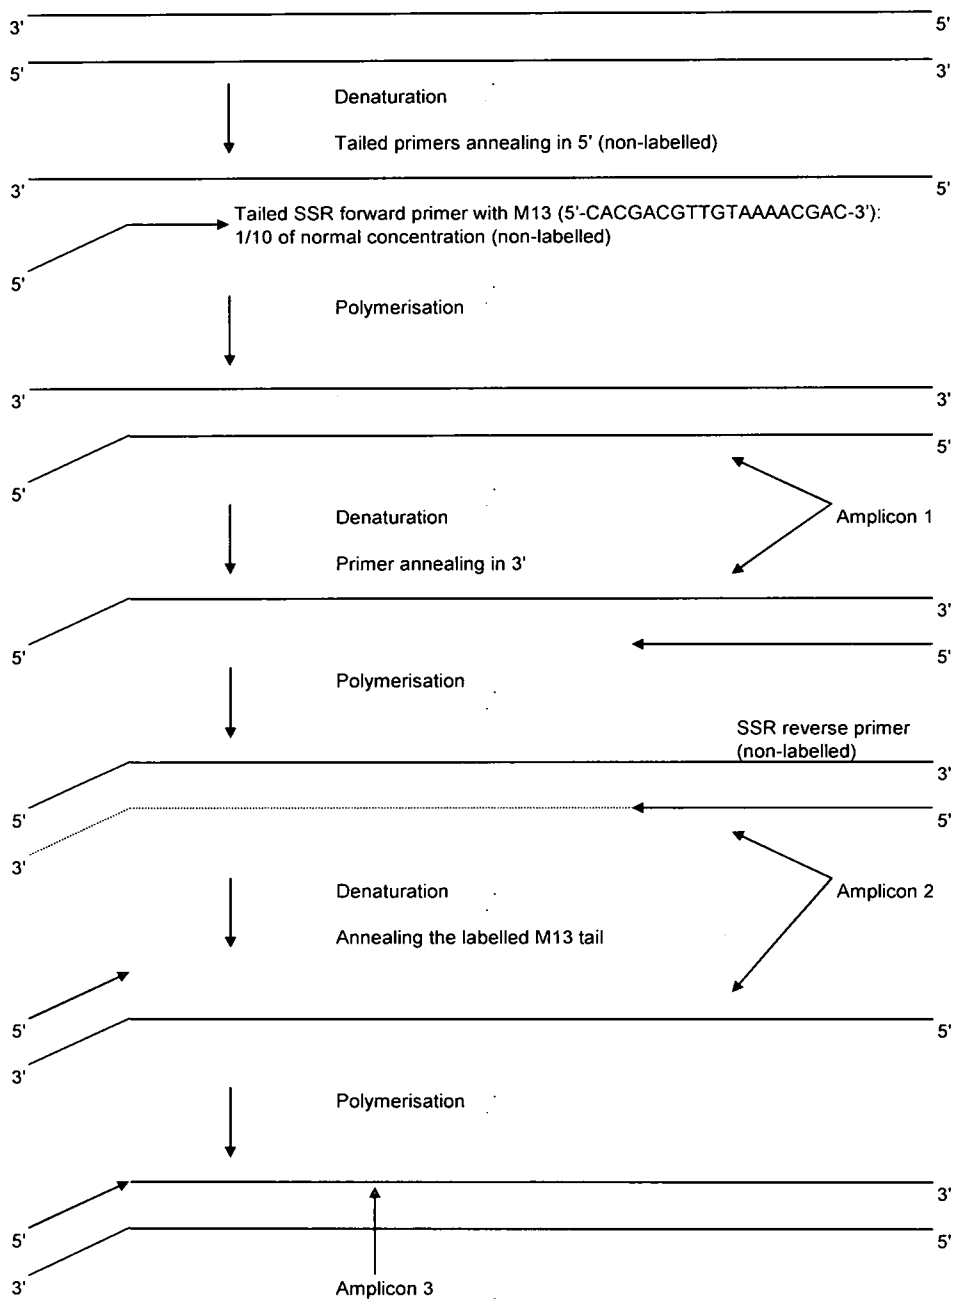 3' 5'
5' 3'
Denaturation
Tailed primers annealing in 5' (non-labelled)
3' 5'
Tailed SSR forward primer with M13 (5'-CACGACGTTGTAAAACGAC-3'):
1/10 of normal concentration (non-labelled)
5'
Polymerisation
3' 3'
5' 5'
Denaturation
Amplicon 1
Primer annealing in 3'
3'
5' 5'
Polymerisation
SSR reverse primer
(non-labelled)
3'
5' 5'
3'
Denaturation
Amplicon 2
Annealing the labelled M13 tail
5' 5'
3'
Polymerisation
3'
5' 5'
3'
Amplicon 3